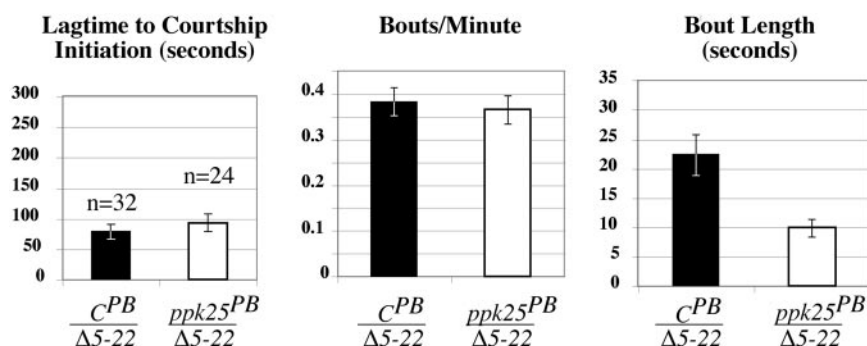 Lagtime to Courtship
Initiation (seconds)
300
250
200
150
100
50
0
n=32
n=24
C^PB
Δ5-22
ppk25^PB
Δ5-22
Bouts/Minute
0.4
0.3
0.2
0.1
0
C^PB
Δ5-22
ppk25^PB
Δ5-22
Bout Length
(seconds)
35
30
25
20
15
10
5
0
C^PB
Δ5-22
ppk25^PB
Δ5-22